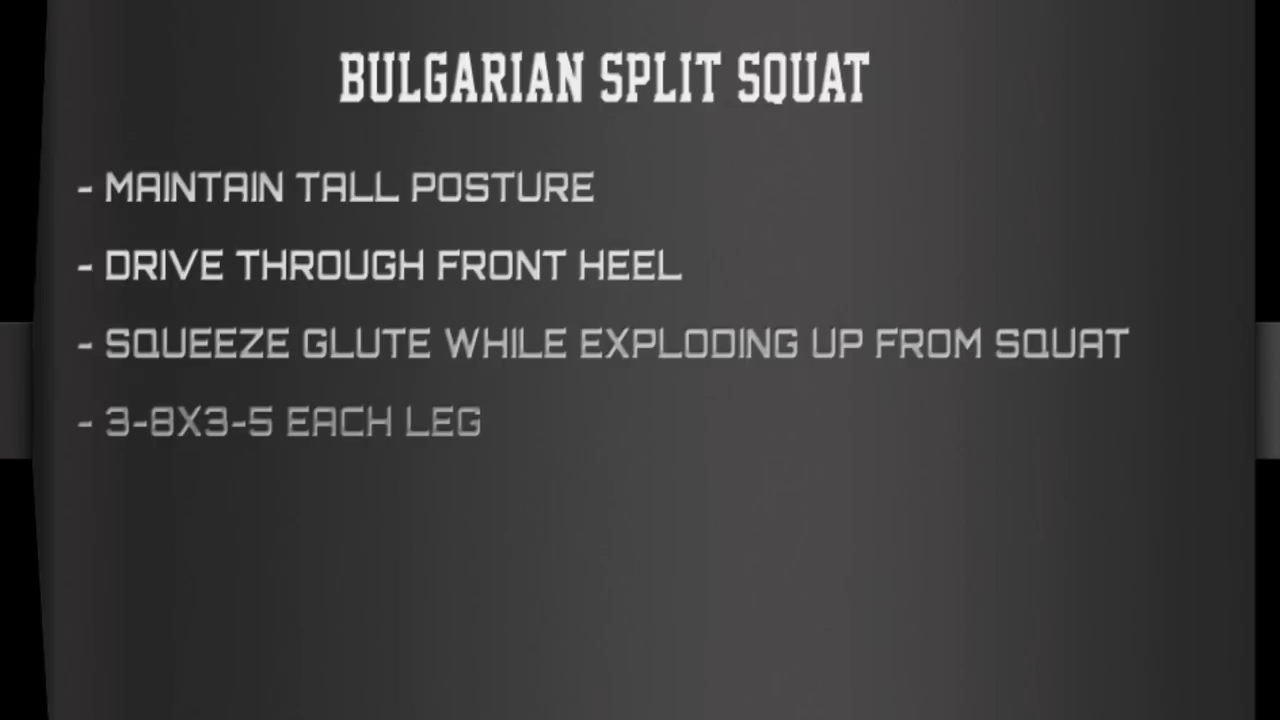 BULGARIAN SPLIT SQUAT
- MAINTAIN TALL POSTURE
- DRIVE THROUGH FRONT HEEL
- SQUEEZE GLUTE WHILE EXPLODING UP FROM SQUAT
- 3-8X3-5 EACH LEG